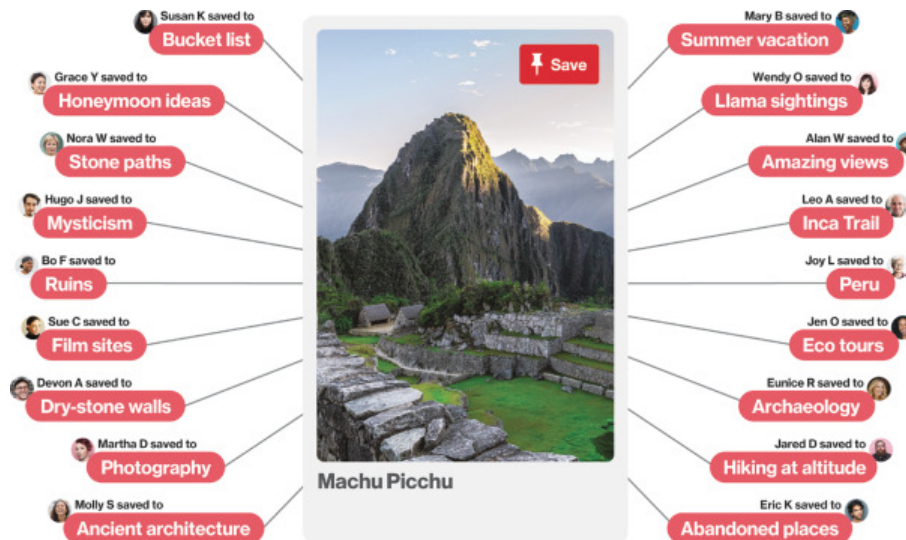 Susan K saved to
Bucket list
Grace Y saved to
Honeymoon ideas
Nora W saved to
Stone paths
Hugo J saved to
Mysticism
Bo F saved to
Ruins
Sue C saved to
Film sites
Devon A saved to
Dry-stone walls
Martha D saved to
Photography
Molly S saved to
Ancient architecture
Save
Machu Picchu
Mary B saved to
Summer vacation
Wendy O saved to
Llama sightings
Alan W saved to
Amazing views
Leo A saved to
Inca Trail
Joy L saved to
Peru
Jen O saved to
Eco tours
Eunice R saved to
Archaeology
Jared D saved to
Hiking at altitude
Eric K saved to
Abandoned places